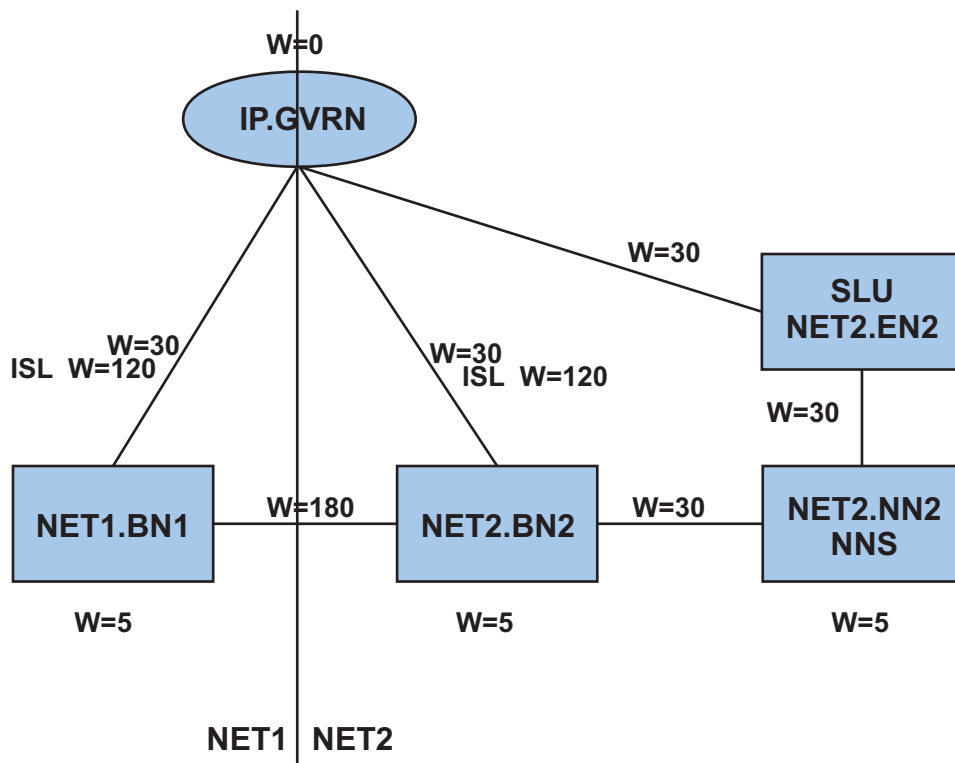 W=0
IP.GVRN
W=30
SLU
NET2.EN2
W=30
ISL W=120
W=30
ISL W=120
W=30
NET1.BN1
W=180
NET2.BN2
W=30
NET2.NN2
NNS
W=5
W=5
W=5
NET1
NET2